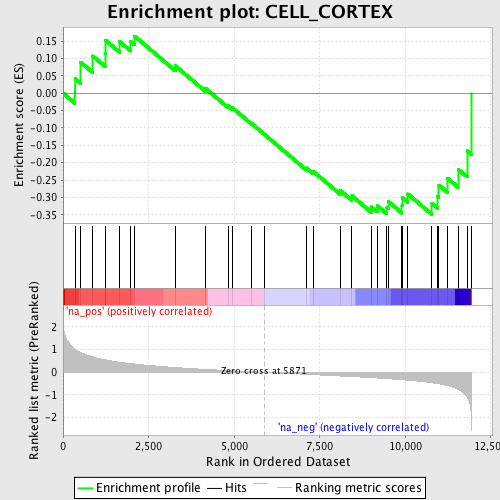 Enrichment plot: CELL_CORTEX
Enrichment score (ES)
0.15
0.10
0.05
0.00
-0.05
-0.10
-0.15
-0.20
-0.25
-0.30
-0.35
'na_pos' (positively correlated)
Ranked list metric (PreRanked)
2
1
0
-1
-2
Zero cross at 5871
'na_neg' (negatively correlated)
0
2,500
5,000
7,500
10,000
12,500
Rank in Ordered Dataset
Enrichment profile
Hits
Ranking metric scores